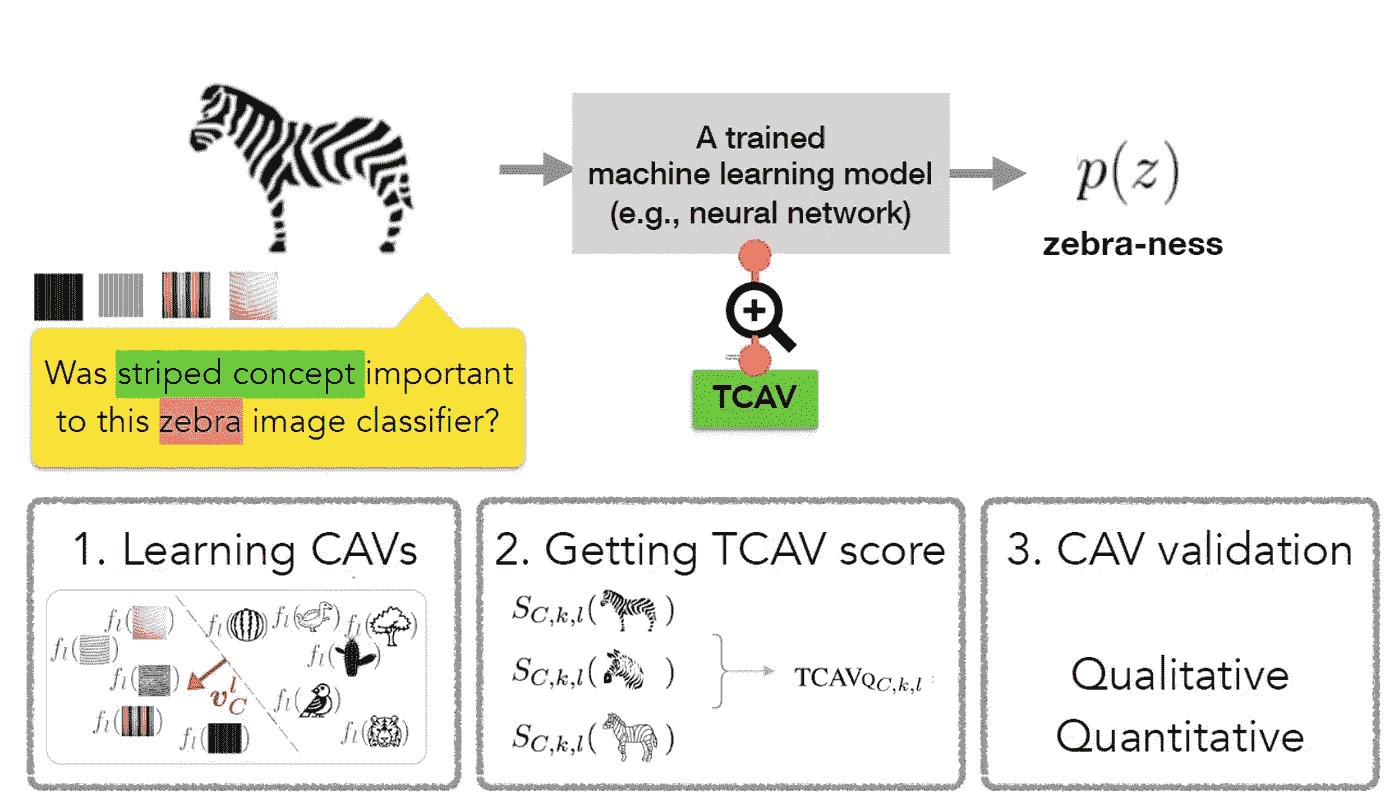 A trained
machine learning model
(e.g., neural network)
p(z)
zebra-ness
Was striped concept important
to this zebra image classifier?
TCAV
1. Learning CAVs
f_l( )
f_l( )
f_l( )
f_l( )
f_l( )
f_l( )
f_l( )
f_l( )
f_l( )
f_l( )
f_l( )
v_C^l
2. Getting TCAV score
S_{C,k,l}( )
S_{C,k,l}( )
S_{C,k,l}( )
TCAV_{Q_{C,k,l}}
3. CAV validation
Qualitative
Quantitative